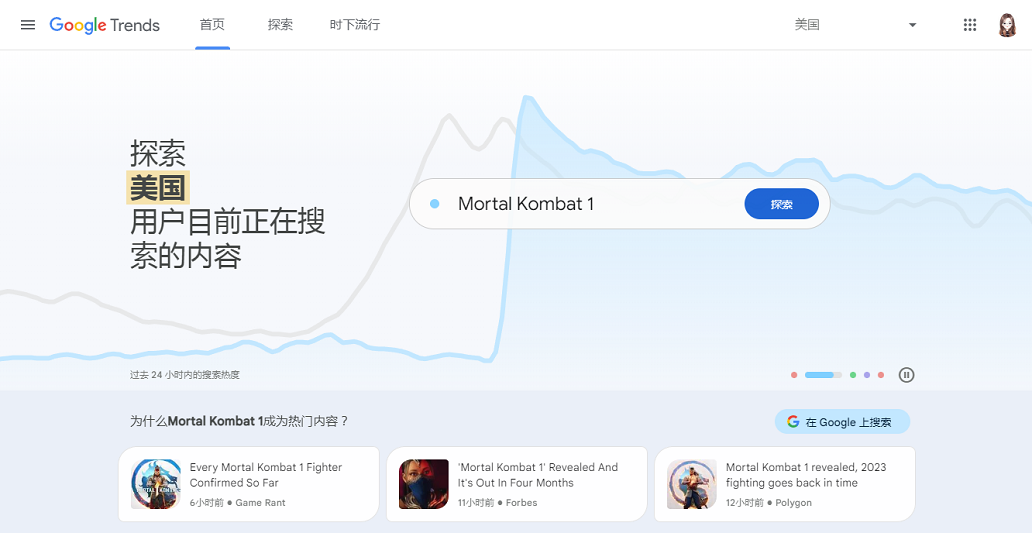 Google Trends
首页
探索
时下流行
美国
探索
美国
用户目前正在搜
索的内容
Mortal Kombat 1
探索
过去 24 小时内的搜索热度
为什么Mortal Kombat 1成为热门内容？
在 Google 上搜索
Every Mortal Kombat 1 Fighter
Confirmed So Far
6小时前 ● Game Rant
'Mortal Kombat 1' Revealed And
It's Out In Four Months
11小时前 ● Forbes
Mortal Kombat 1 revealed, 2023
fighting goes back in time
12小时前 ● Polygon